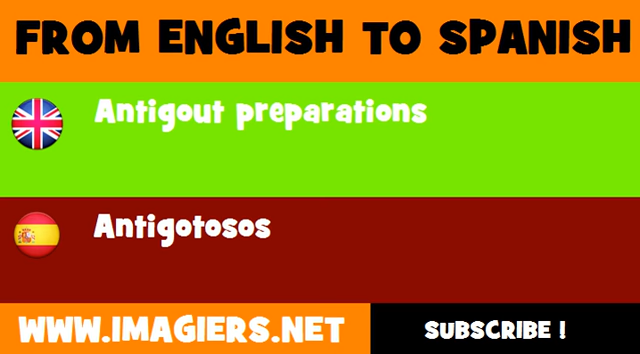 FROM ENGLISH TO SPANISH
Antigout preparations
Antigotosos
WWW.IMAGIERS.NET
SUBSCRIBE !